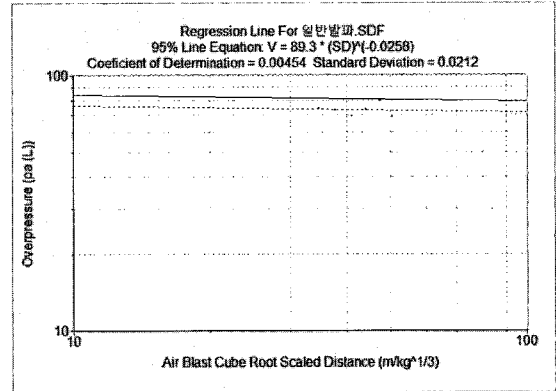 Regression Line For 일반발파.SDF
95% Line Equation: V = 89.3 * (SD)^(-0.0258)
Coeficient of Determination = 0.00454 Standard Deviation = 0.0212
100
Overpressure (pa (L))
10
10 100
Air Blast Cube Root Scaled Distance (m/kg^1/3)